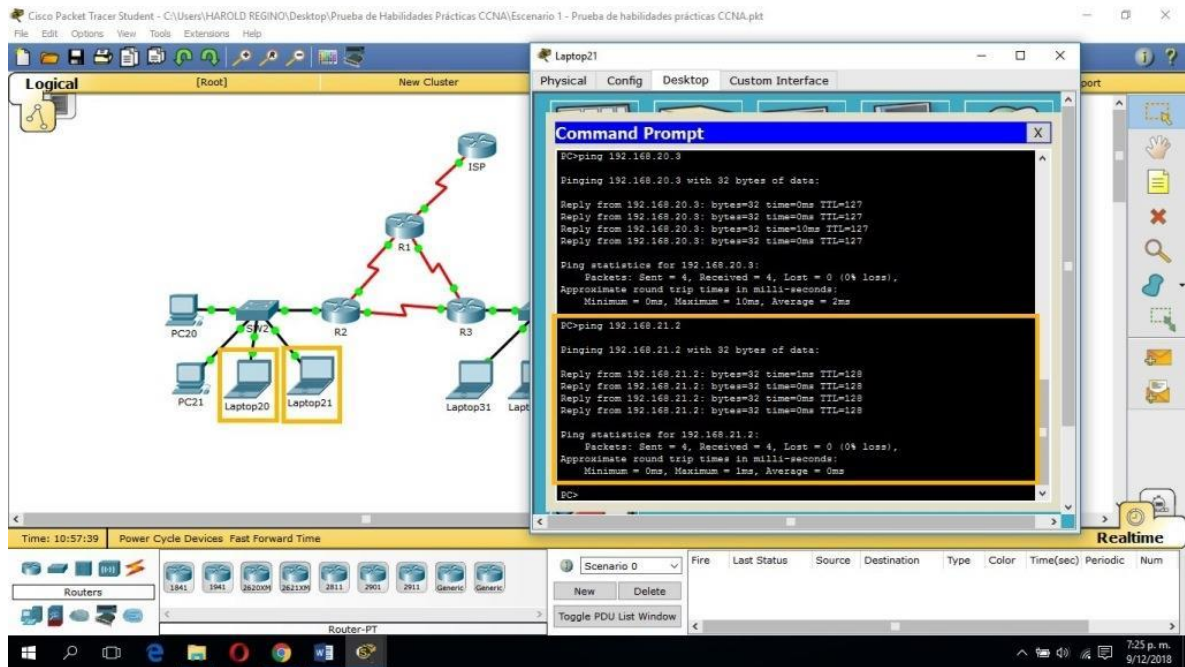 Cisco Packet Tracer Student - C:\Users\HAROLD REGINO\Desktop\Prueba de Habilidades Prácticas CCNA\Escenario 1 - Prueba de habilidades prácticas CCNA.pkt
File Edit Options View Tools Extensions Help
Logical [Root] New Cluster port
ISP
R1
R2
R3
SW2
PC20
PC21
Laptop20
Laptop21
Laptop31
Lapt
Laptop21
Physical Config Desktop Custom Interface
Command Prompt X
PC>ping 192.168.20.3
Pinging 192.168.20.3 with 32 bytes of data:
Reply from 192.168.20.3: bytes=32 time=0ms TTL=127
Reply from 192.168.20.3: bytes=32 time=0ms TTL=127
Reply from 192.168.20.3: bytes=32 time=10ms TTL=127
Reply from 192.168.20.3: bytes=32 time=0ms TTL=127
Ping statistics for 192.168.20.3:
Packets: Sent = 4, Received = 4, Lost = 0 (0% loss),
Approximate round trip times in milli-seconds:
Minimum = 0ms, Maximum = 10ms, Average = 2ms
PC>ping 192.168.21.2
Pinging 192.168.21.2 with 32 bytes of data:
Reply from 192.168.21.2: bytes=32 time=1ms TTL=128
Reply from 192.168.21.2: bytes=32 time=0ms TTL=128
Reply from 192.168.21.2: bytes=32 time=0ms TTL=128
Reply from 192.168.21.2: bytes=32 time=0ms TTL=128
Ping statistics for 192.168.21.2:
Packets: Sent = 4, Received = 4, Lost = 0 (0% loss),
Approximate round trip times in milli-seconds:
Minimum = 0ms, Maximum = 1ms, Average = 0ms
PC>
Time: 10:57:39 Power Cycle Devices Fast Forward Time Realtime
Routers
1841 1941 2620XM 2621XM 2811 2901 2911 Generic Generic
Router-PT
Scenario 0
New Delete
Toggle PDU List Window
Fire Last Status Source Destination Type Color Time(sec) Periodic Num
7:25 p. m.
9/12/2018